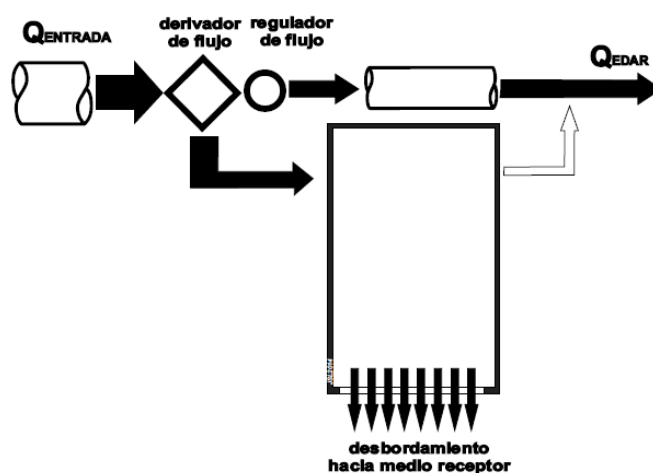 QENTRADA
derivador
de flujo
regulador
de flujo
QEDAR
desbordamiento
hacia medio receptor